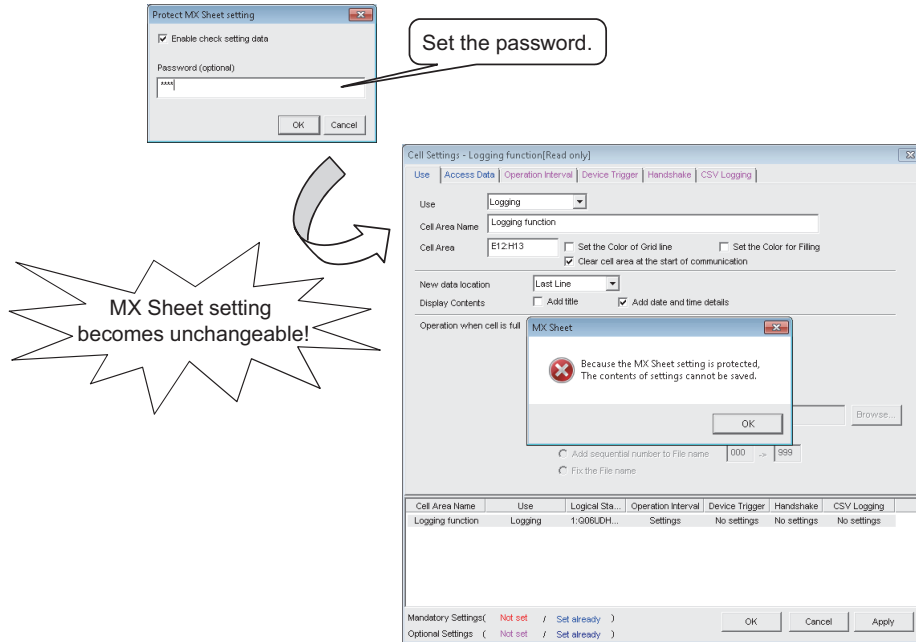 Protect MX Sheet setting
Enable check setting data
Password (optional)
****
OK Cancel
Set the password.
MX Sheet setting
becomes unchangeable!
Cell Settings - Logging function[Read only]
Use Access Data Operation Interval Device Trigger Handshake CSV Logging
Use Logging
Cell Area Name Logging function
Cell Area E12:H13 Set the Color of Grid line Set the Color for Filling
Clear cell area at the start of communication
New data location Last Line
Display Contents Add title Add date and time details
Operation when cell is full
MX Sheet
Because the MX Sheet setting is protected,
The contents of settings cannot be saved.
OK
Browse...
Add sequential number to File name 000 -> 999
Fix the File name
Cell Area Name Use Logical Sta... Operation Interval Device Trigger Handshake CSV Logging
Logging function Logging 1:Q06UDH... Settings No settings No settings No settings
Mandatory Settings( Not set / Set already )
Optional Settings ( Not set / Set already )
OK Cancel Apply